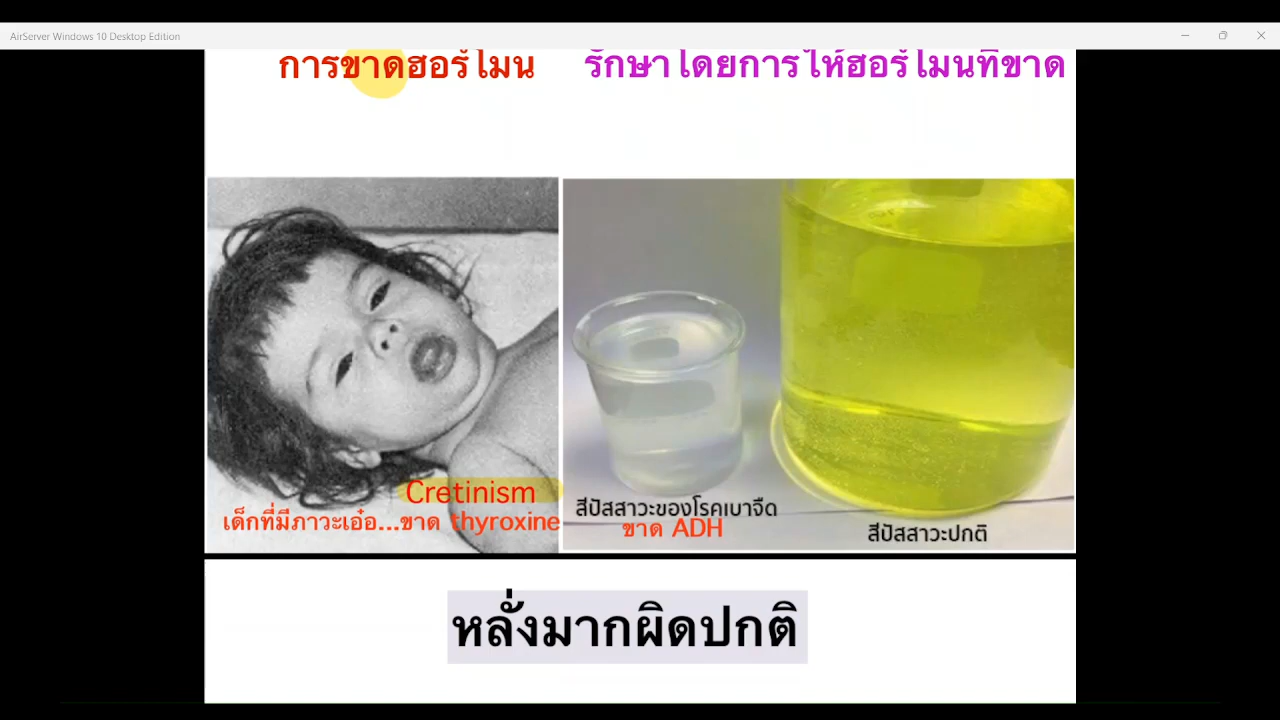 AirServer Windows 10 Desktop Edition
การขาดฮอร์โมน รักษาโดยการให้ฮอร์โมนที่ขาด
Cretinism
เด็กที่มีภาวะเอ๋อ...ขาด thyroxine
สีปัสสาวะของโรคเบาจืด
ขาด ADH
สีปัสสาวะปกติ
หลั่งมากผิดปกติ